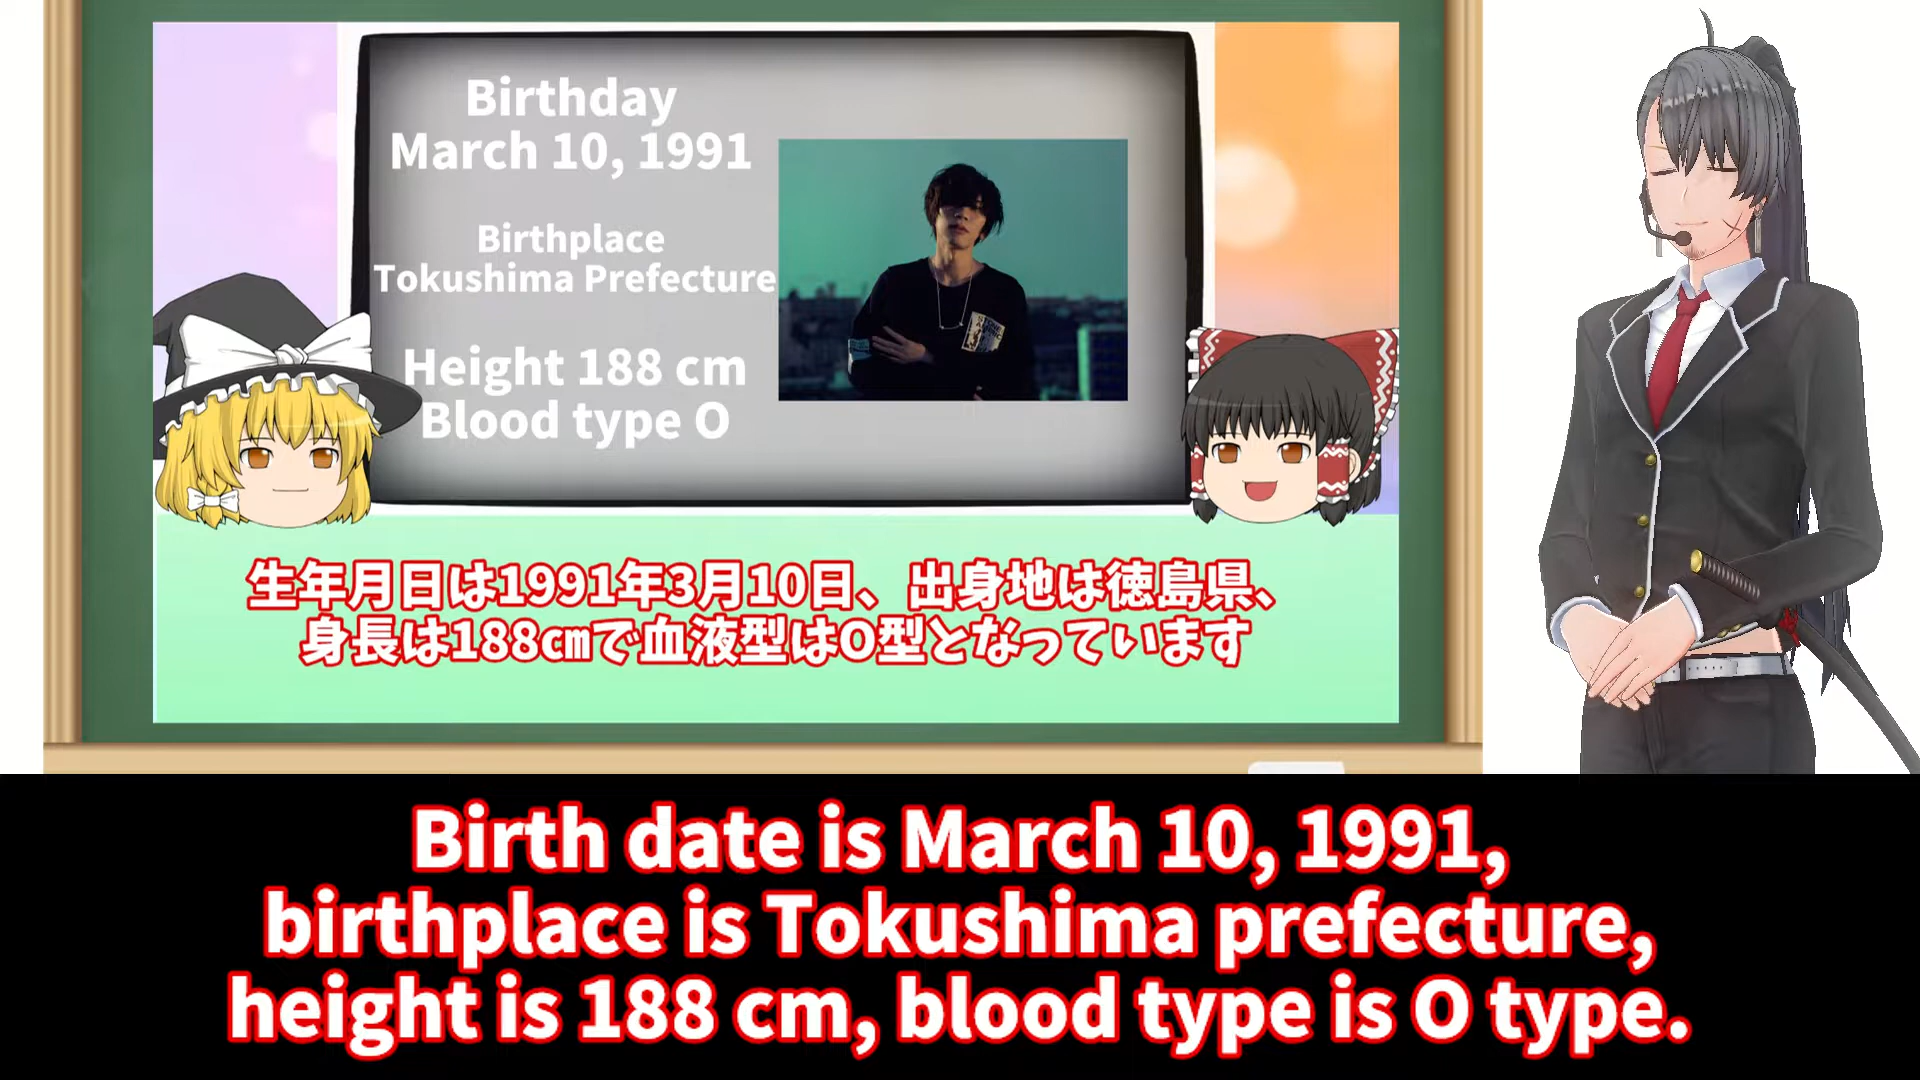 Birthday
March 10, 1991
Birthplace
Tokushima Prefecture
Height 188 cm
Blood type O
生年月日は1991年3月10日、出身地は徳島県、
身長は188㎝で血液型はO型となっています
Birth date is March 10, 1991,
birthplace is Tokushima prefecture,
height is 188 cm, blood type is O type.